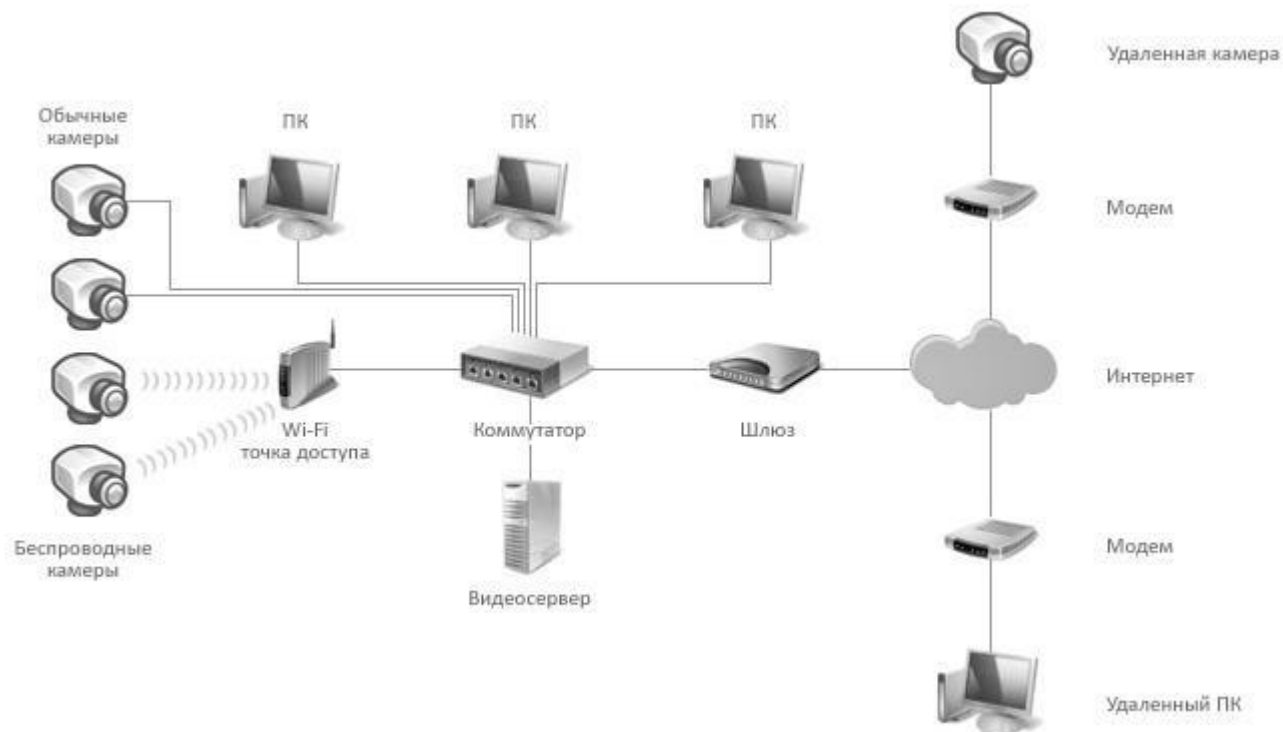 Удаленная камера
Обычные
камеры
ПК
ПК
ПК
Модем
Интернет
Wi-Fi
точка доступа
Коммутатор
Шлюз
Беспроводные
камеры
Модем
Видеосервер
Удаленный ПК